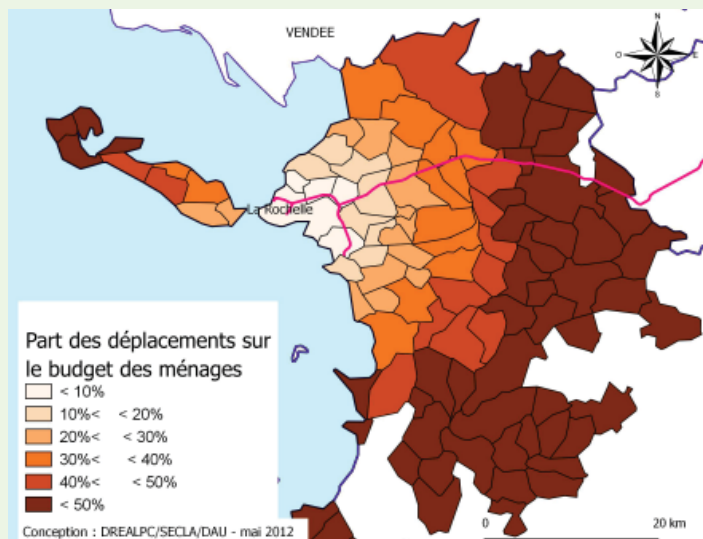 VENDEE
N
O
E
S
La Rochelle
Part des déplacements sur
le budget des ménages
< 10%
10%< < 20%
20%< < 30%
30%< < 40%
40%< < 50%
< 50%
Conception : DREALPC/SECLA/DAU - mai 2012
0 20 km